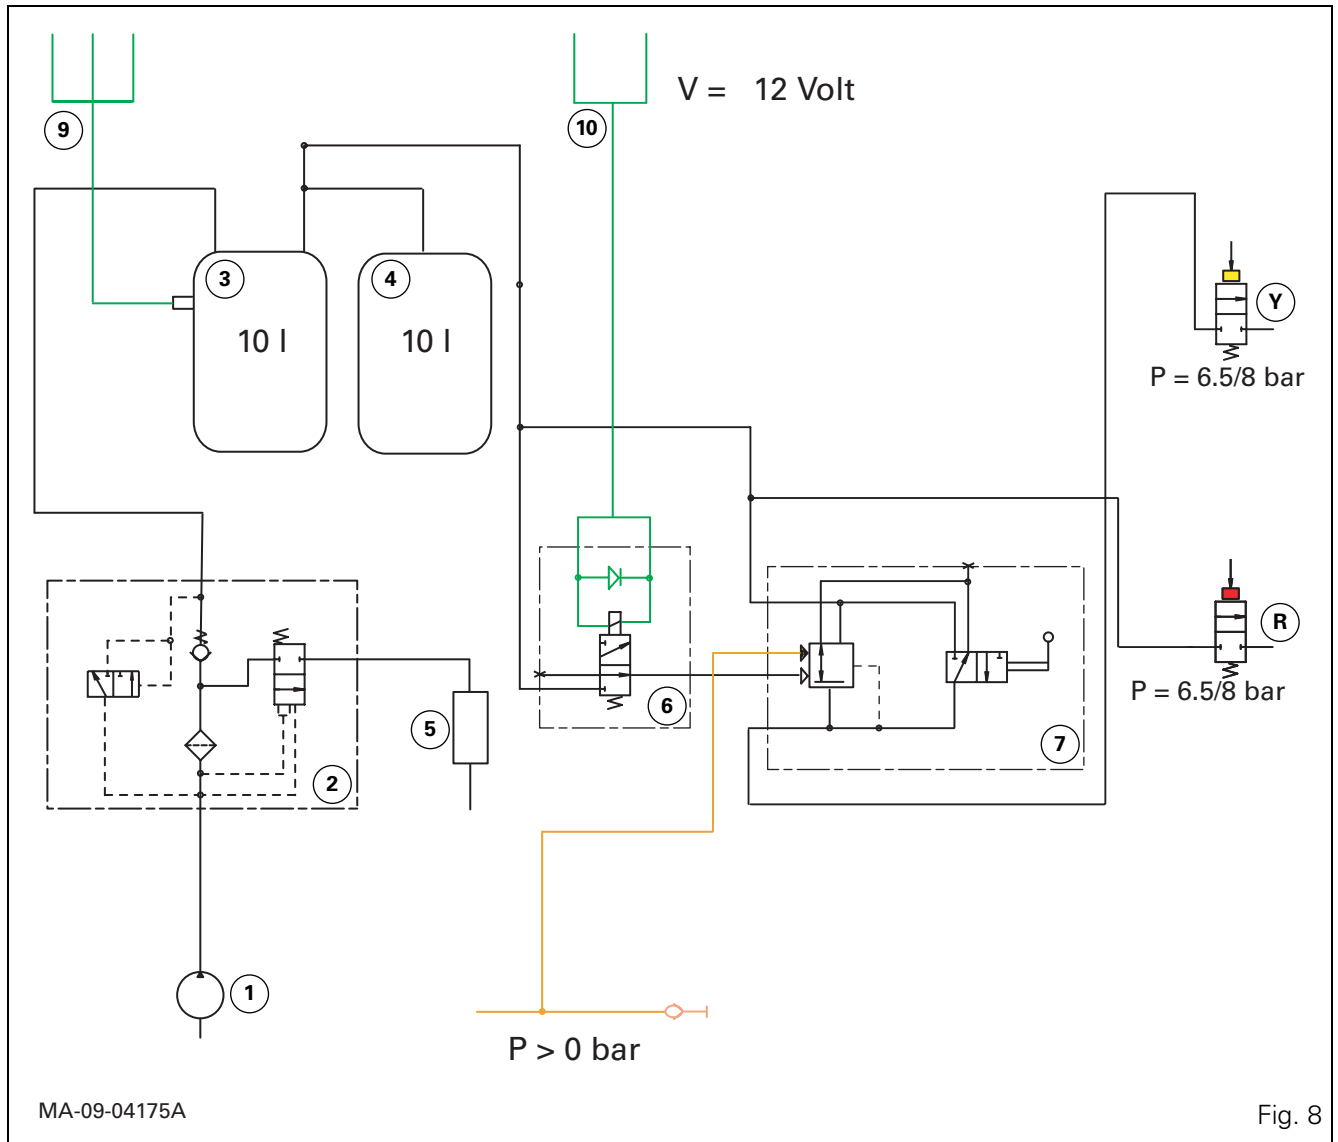 V = 12 Volt
9
10
3
4
10 l
10 l
Y
P = 6.5/8 bar
R
P = 6.5/8 bar
6
5
7
2
1
P > 0 bar
MA-09-04175A
Fig. 8